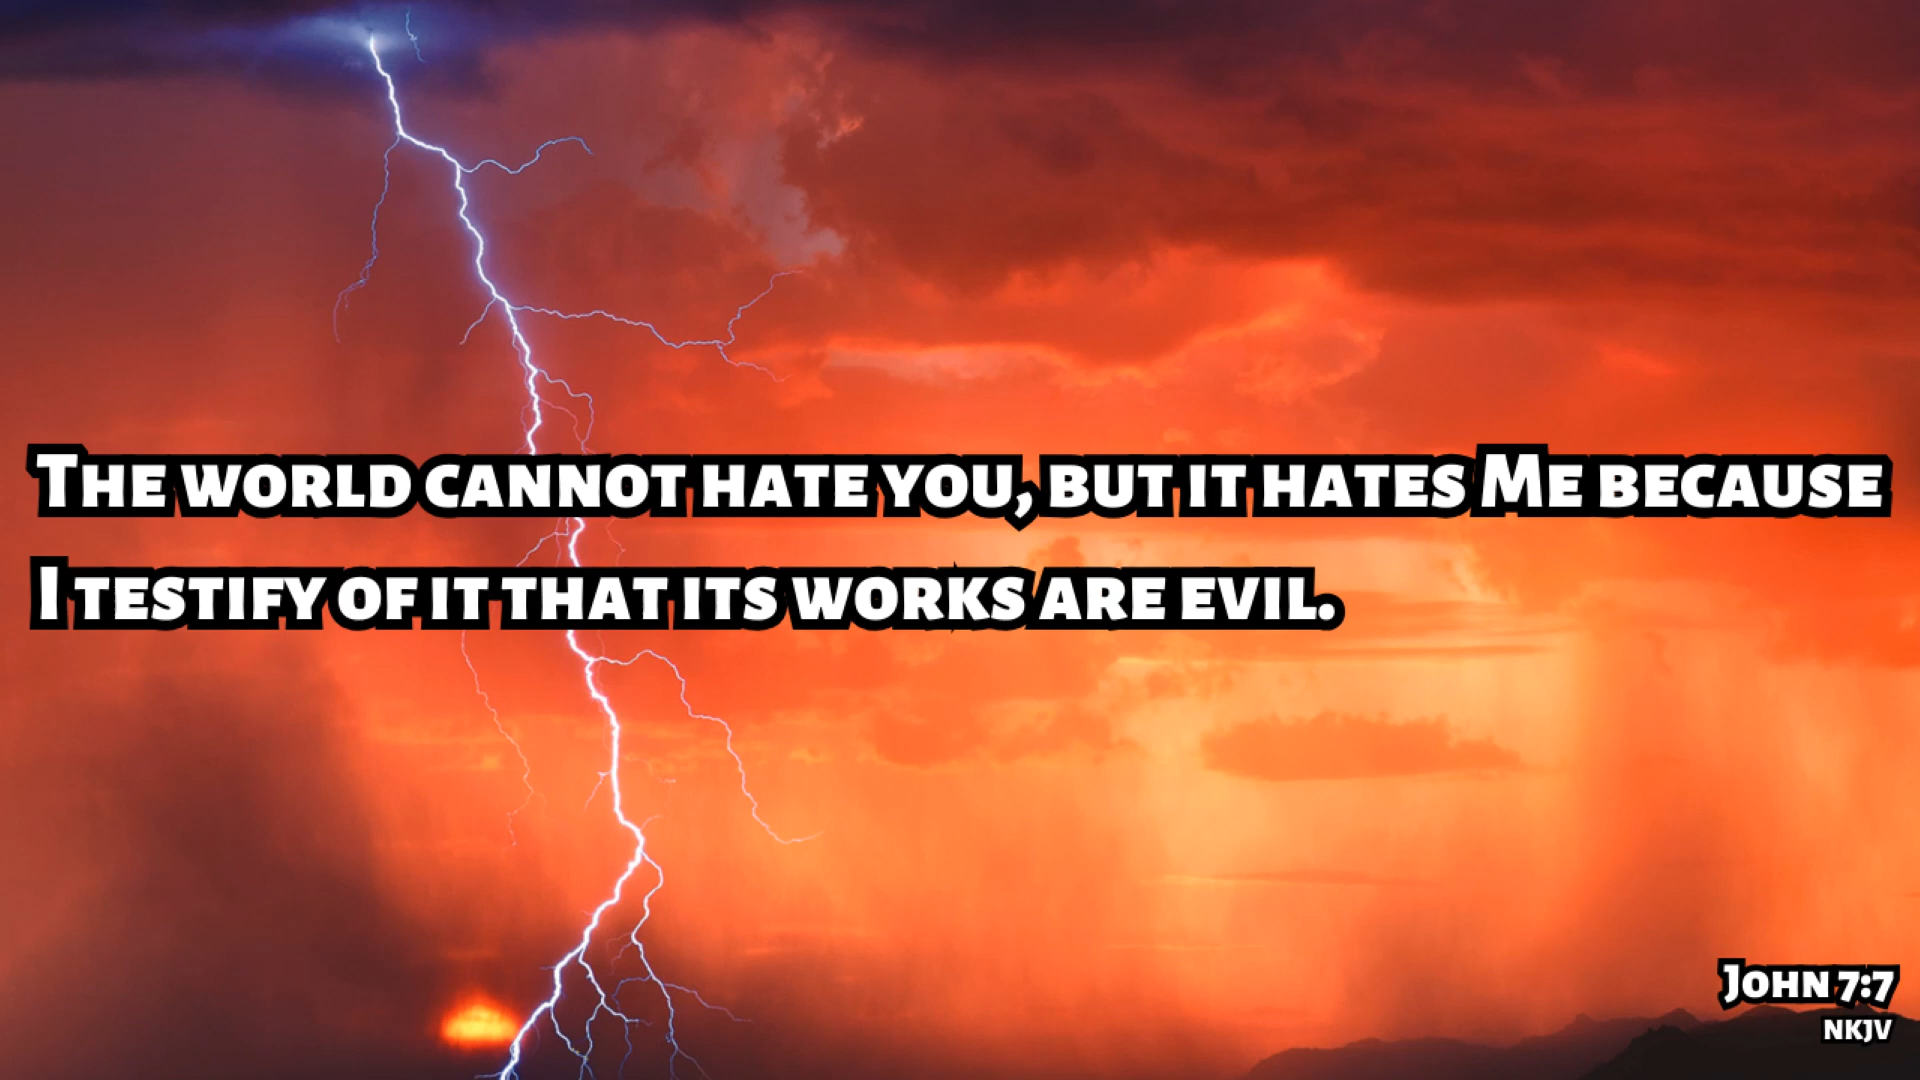 The world cannot hate you, but it hates Me because
I testify of it that its works are evil.
John 7:7
NKJV